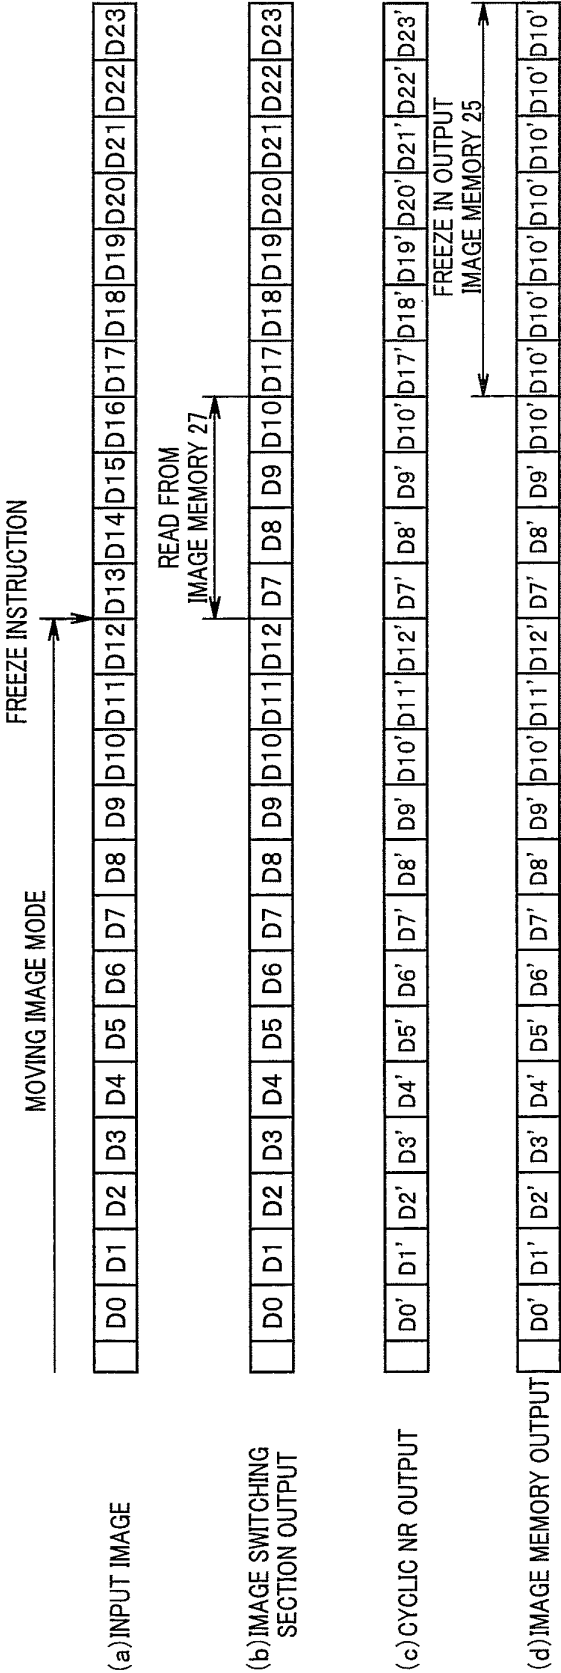 FREEZE INSTRUCTION
MOVING IMAGE MODE
(a)INPUT IMAGE
D0 D1 D2 D3 D4 D5 D6 D7 D8 D9 D10 D11 D12 D13 D14 D15 D16 D17 D18 D19 D20 D21 D22 D23
READ FROM
IMAGE MEMORY 27
(b)IMAGE SWITCHING
SECTION OUTPUT
D0 D1 D2 D3 D4 D5 D6 D7 D8 D9 D10 D11 D12 D7 D8 D9 D10 D17 D18 D19 D20 D21 D22 D23
(c)CYCLIC NR OUTPUT
D0' D1' D2' D3' D4' D5' D6' D7' D8' D9' D10' D11' D12' D7' D8' D9' D10' D17' D18' D19' D20' D21' D22' D23'
FREEZE IN OUTPUT
IMAGE MEMORY 25
(d)IMAGE MEMORY OUTPUT
D0' D1' D2' D3' D4' D5' D6' D7' D8' D9' D10' D11' D12' D7' D8' D9' D10' D10' D10' D10' D10' D10' D10' D10'